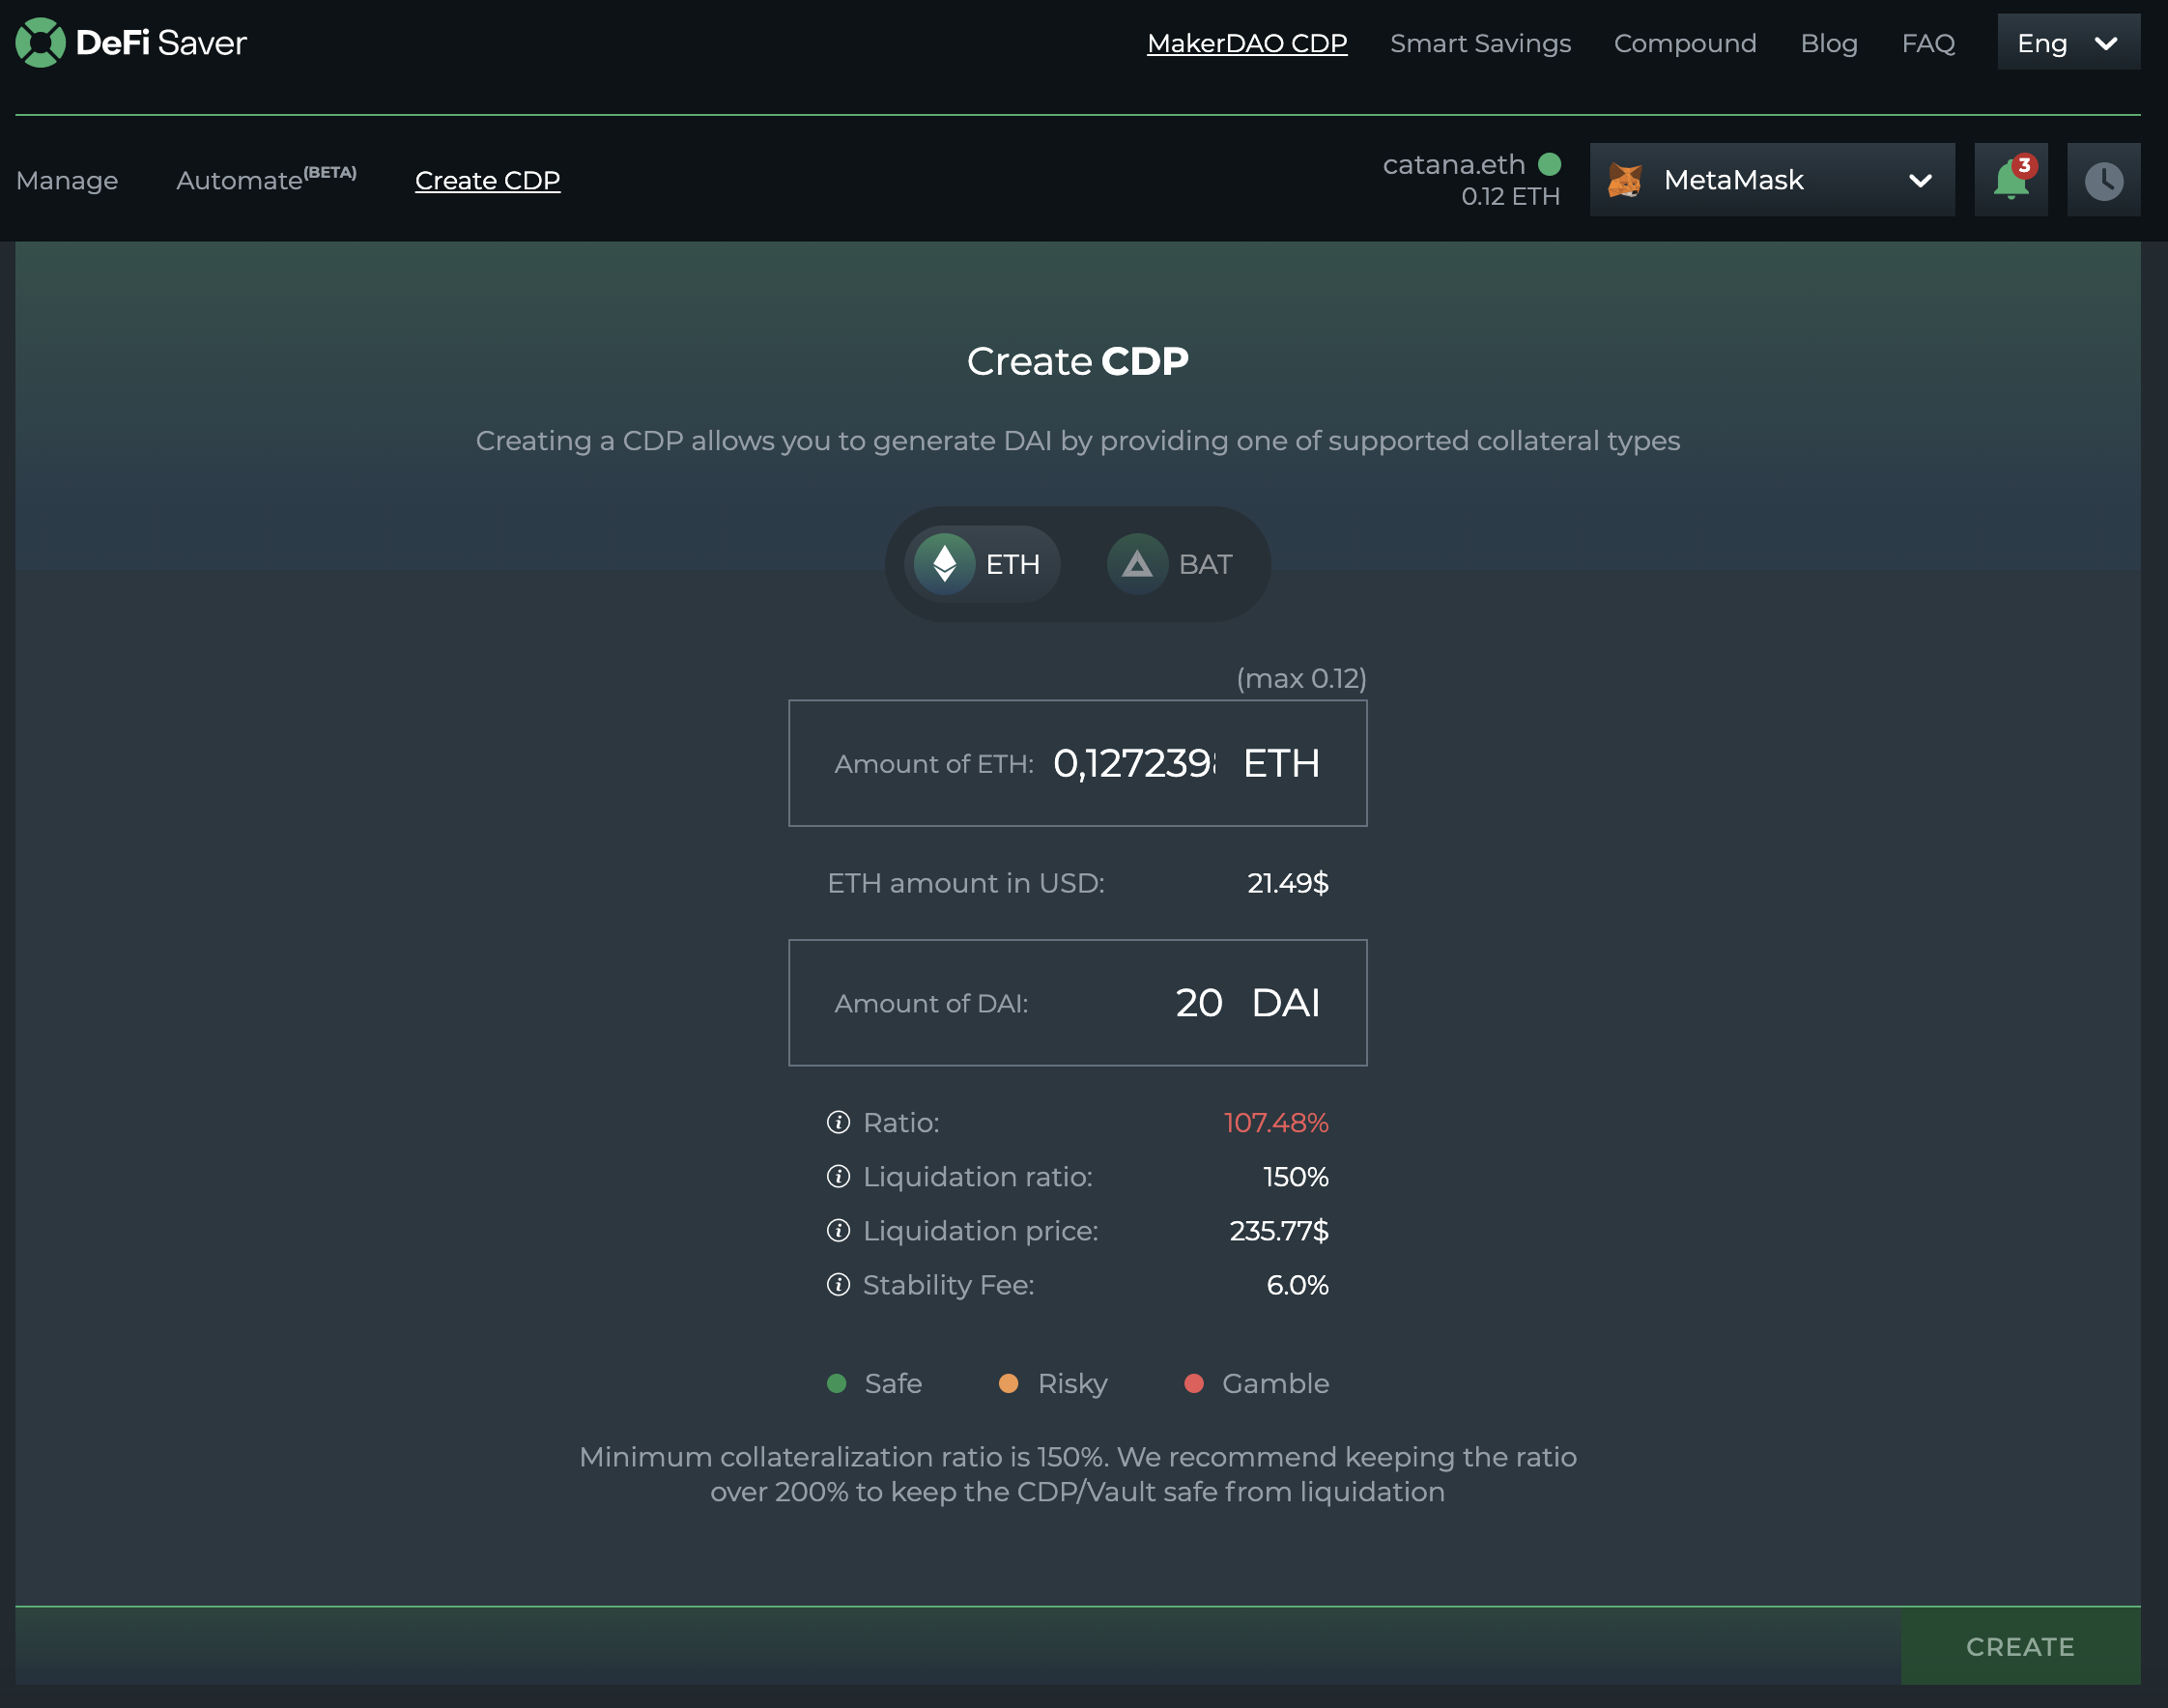 DeFi Saver
MakerDAO CDP Smart Savings Compound Blog FAQ Eng
Manage Automate(BETA) Create CDP
catana.eth
0.12 ETH
MetaMask
3
Create CDP
Creating a CDP allows you to generate DAI by providing one of supported collateral types
ETH BAT
(max 0.12)
Amount of ETH: 0,127239 ETH
ETH amount in USD: 21.49$
Amount of DAI: 20 DAI
Ratio: 107.48%
Liquidation ratio: 150%
Liquidation price: 235.77$
Stability Fee: 6.0%
Safe Risky Gamble
Minimum collateralization ratio is 150%. We recommend keeping the ratio
over 200% to keep the CDP/Vault safe from liquidation
CREATE